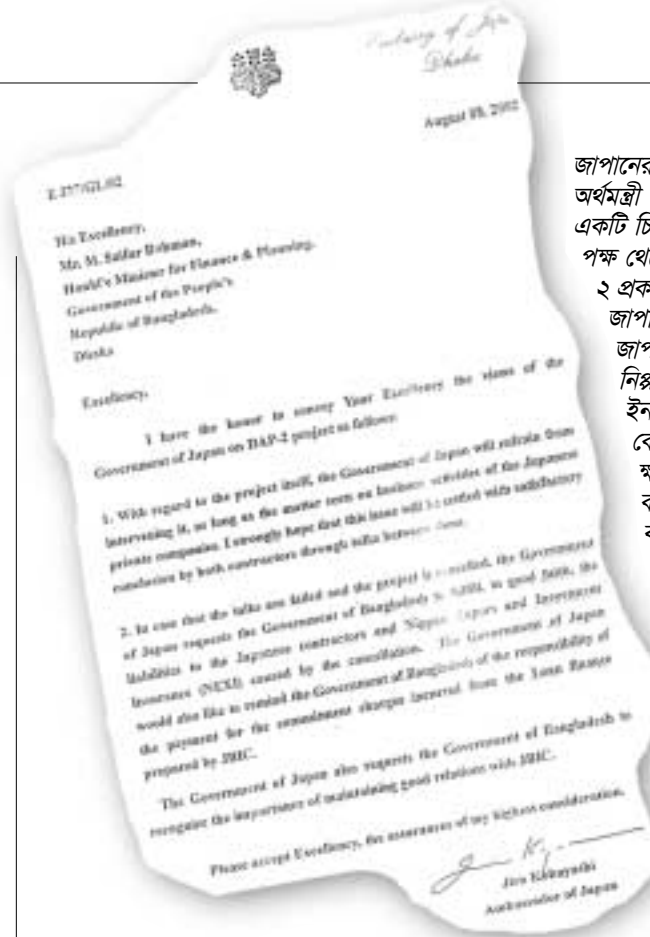 Embassy of Japan
Dhaka
August 2002
E
His Excellency,
Mr. M. Saifur Rahman,
Hon'ble Minister for Finance & Planning,
Government of the People's
Republic of Bangladesh,
Dhaka
Excellency,
I have the honor to convey Your Excellency the views of the
Government of Japan on DAP-2 project as follows:
1. With regard to the project itself, the Government of Japan will refrain from
intervening it, as long as the matter seem on business activities of the Japanese
private companies. I strongly hope that this issue will be settled with satisfactory
conclusion by both contractors through talks between them.
2. In case that the talks are failed and the project is cancelled, the Government
of Japan requests the Government of Bangladesh to fulfil, in good faith, the
liabilities to the Japanese contractors and Nippon Export and Investment
Insurance (NEXI) caused by the cancellation. The Government of Japan
would also like to remind the Government of Bangladesh of the responsibility of
the payment for the commitment charges incurred from the Loan finance
prepared by JBIC.
The Government of Japan also requests the Government of Bangladesh to
recognize the importance of maintaining good relations with JBIC.
Please accept Excellency, the assurances of my highest consideration.
Kobayashi
Ambassador of Japan
জাপানের
অর্থমন্ত্রী
একটি চি
পক্ষ থে
২ প্রক
জাপা
জাপ
নিপ্প
ইন
কে
ক্ষ
ব